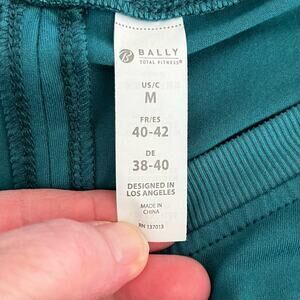 B BALLY
TOTAL FITNESS®
US/C
M
FR/ES
40-42
DE
38-40
DESIGNED IN
LOS ANGELES
MADE IN
CHINA
RN 137013